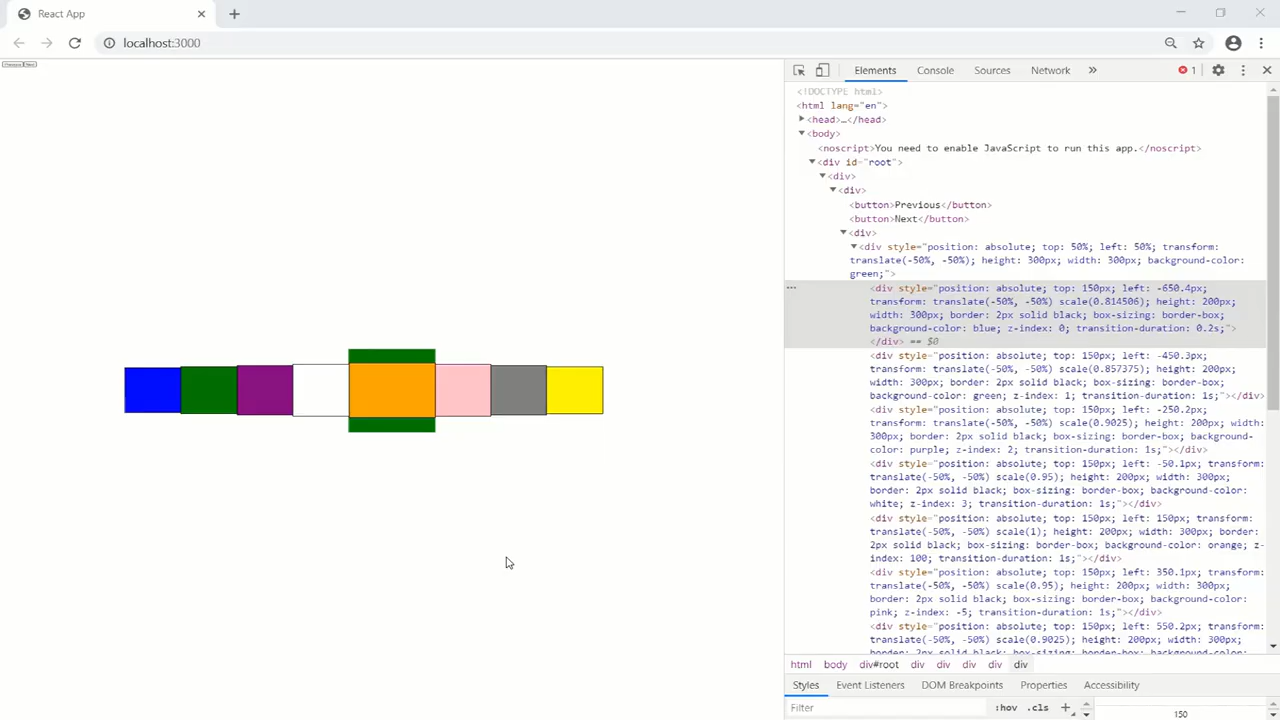 React App
localhost:3000
Previous Next
Elements Console Sources Network » 1
<!DOCTYPE html>
<html lang="en">
<head>…</head>
<body>
<noscript>You need to enable JavaScript to run this app.</noscript>
<div id="root">
<div>
<div>
<button>Previous</button>
<button>Next</button>
<div>
<div style="position: absolute; top: 50%; left: 50%; transform:
translate(-50%, -50%); height: 300px; width: 300px; background-color:
green;">
<div style="position: absolute; top: 150px; left: -650.4px;
transform: translate(-50%, -50%) scale(0.814506); height: 200px;
width: 300px; border: 2px solid black; box-sizing: border-box;
background-color: blue; z-index: 0; transition-duration: 0.2s;">
</div> == $0
<div style="position: absolute; top: 150px; left: -450.3px;
transform: translate(-50%, -50%) scale(0.857375); height: 200px;
width: 300px; border: 2px solid black; box-sizing: border-box;
background-color: green; z-index: 1; transition-duration: 1s;"></div>
<div style="position: absolute; top: 150px; left: -250.2px; transform:
translate(-50%, -50%) scale(0.9025); height: 200px; width:
300px; border: 2px solid black; box-sizing: border-box; background-
color: purple; z-index: 2; transition-duration: 1s;"></div>
<div style="position: absolute; top: 150px; left: -50.1px; transform:
translate(-50%, -50%) scale(0.95); height: 200px; width: 300px;
border: 2px solid black; box-sizing: border-box; background-color:
white; z-index: 3; transition-duration: 1s;"></div>
<div style="position: absolute; top: 150px; left: 150px; transform:
translate(-50%, -50%) scale(1); height: 200px; width: 300px; border:
2px solid black; box-sizing: border-box; background-color: orange; z-
index: 100; transition-duration: 1s;"></div>
<div style="position: absolute; top: 150px; left: 350.1px; transform:
translate(-50%, -50%) scale(0.95); height: 200px; width: 300px;
border: 2px solid black; box-sizing: border-box; background-color:
pink; z-index: -5; transition-duration: 1s;"></div>
<div style="position: absolute; top: 150px; left: 550.2px; transform:
translate(-50%, -50%) scale(0.9025); height: 200px; width: 300px;
border: 2px solid black; box-sizing: border-box; background-color:
html body div#root div div div div div
Styles Event Listeners DOM Breakpoints Properties Accessibility
Filter :hov .cls
150